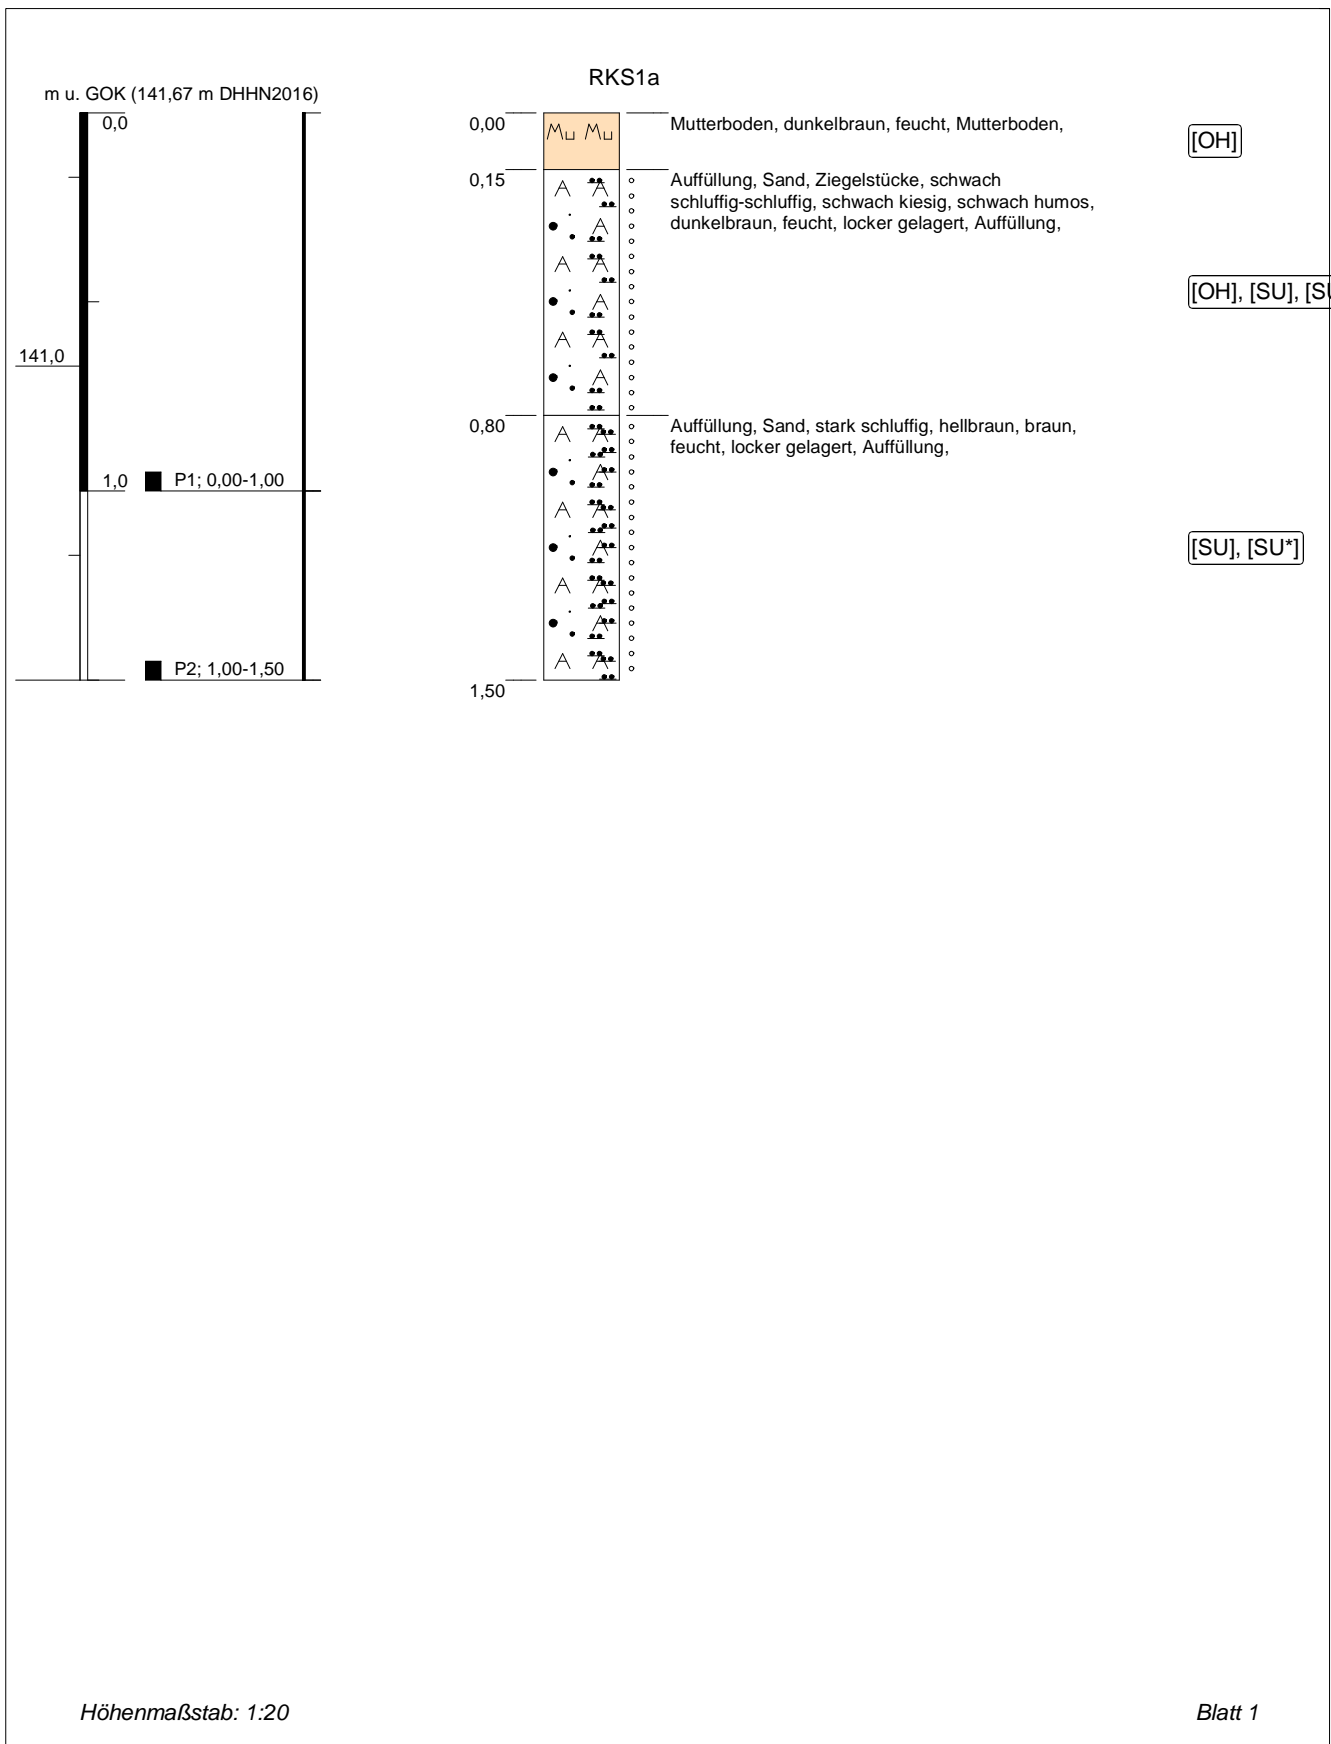 RKS1a
m u. GOK (141,67 m DHHN2016)
0,0
0,00
Mu Mu
Mutterboden, dunkelbraun, feucht, Mutterboden,
[OH]
0,15
Auffüllung, Sand, Ziegelstücke, schwach
schluffig-schluffig, schwach kiesig, schwach humos,
dunkelbraun, feucht, locker gelagert, Auffüllung,
[OH], [SU],
141,0
0,80
Auffüllung, Sand, stark schluffig, hellbraun, braun,
feucht, locker gelagert, Auffüllung,
1,0
P1; 0,00-1,00
[SU], [SU*]
P2; 1,00-1,50
1,50
Höhenmaßstab: 1:20
Blatt 1